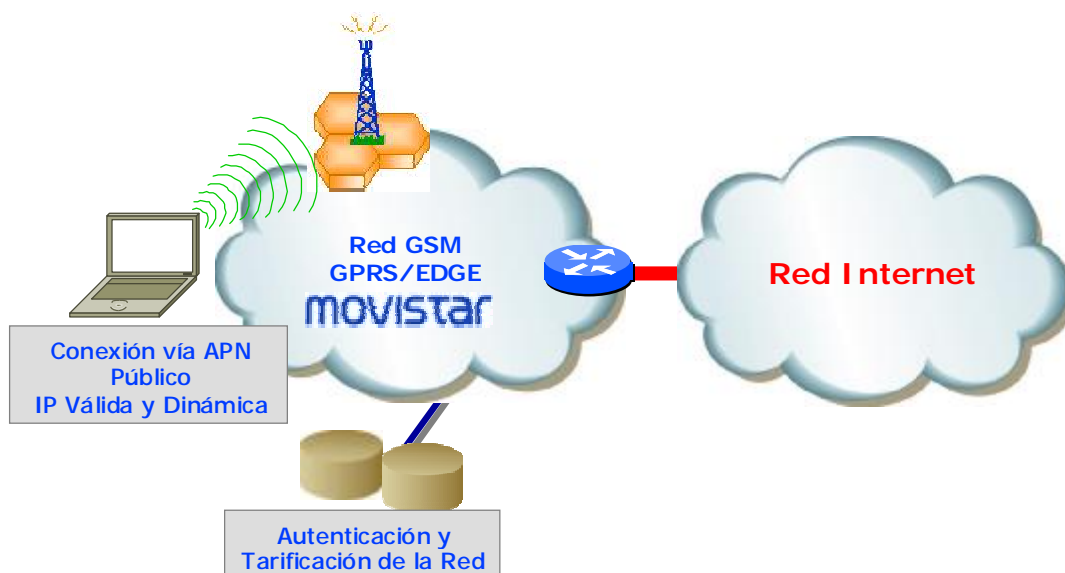 Red GSM
GPRS/EDGE
movistar
Red Internet
Conexión vía APN
Público
IP Válida y Dinámica
Autenticación y
Tarificación de la Red